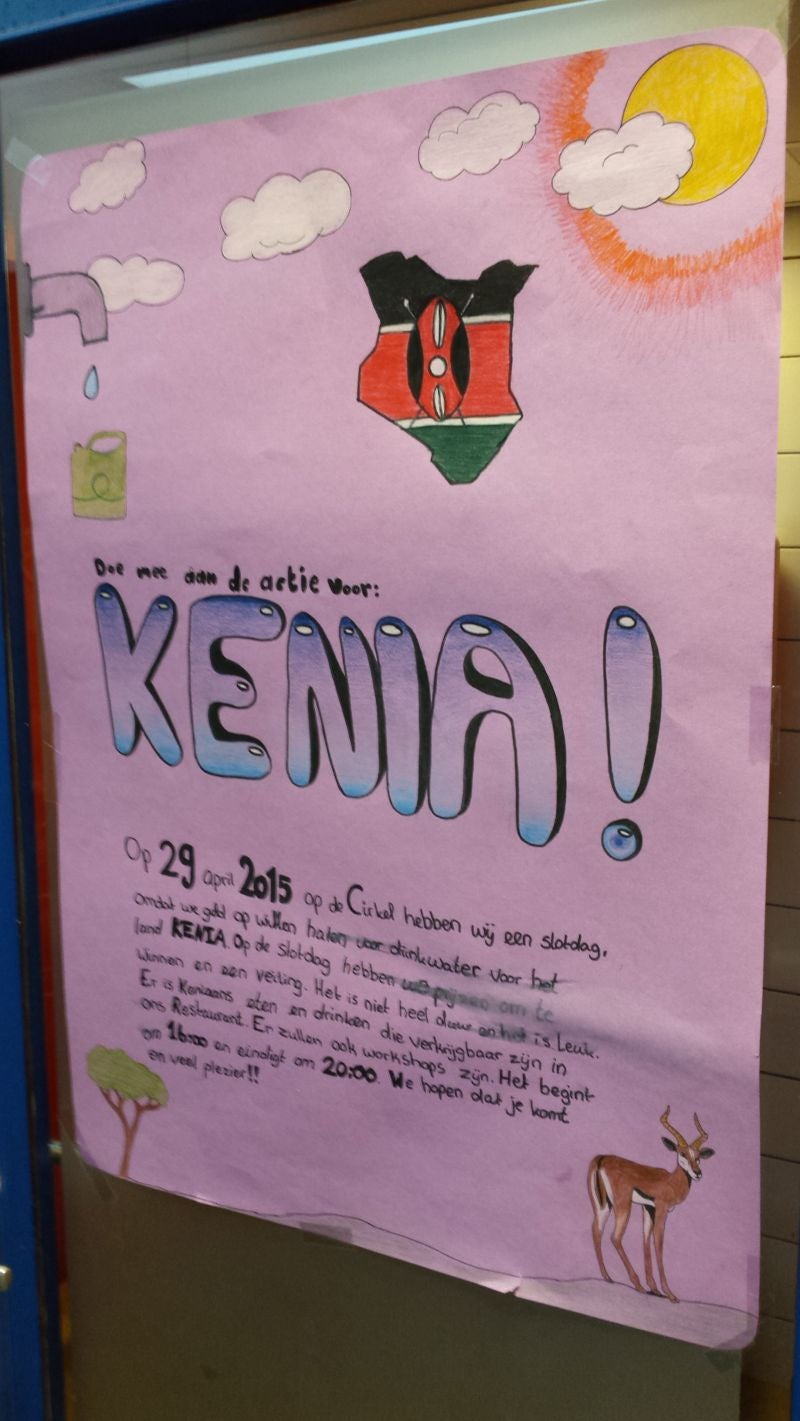 Doe mee aan de actie voor:
KENIA!
Op 29 april 2015 op de Cirkel hebben wij een slotdag,
Omdat we geld op willen halen voor drinkwater voor het
land KENIA. Op de slotdag hebben we prijzen om te
winnen en een veiling. Het is niet heel duur en het is Leuk.
Er is Keniaans eten en drinken die verkrijgbaar zijn in
ons Restaurant. Er zullen ook workshops zijn. Het begint
om 16:00 en eindigt om 20:00. We hopen dat je komt
en veel plezier!!